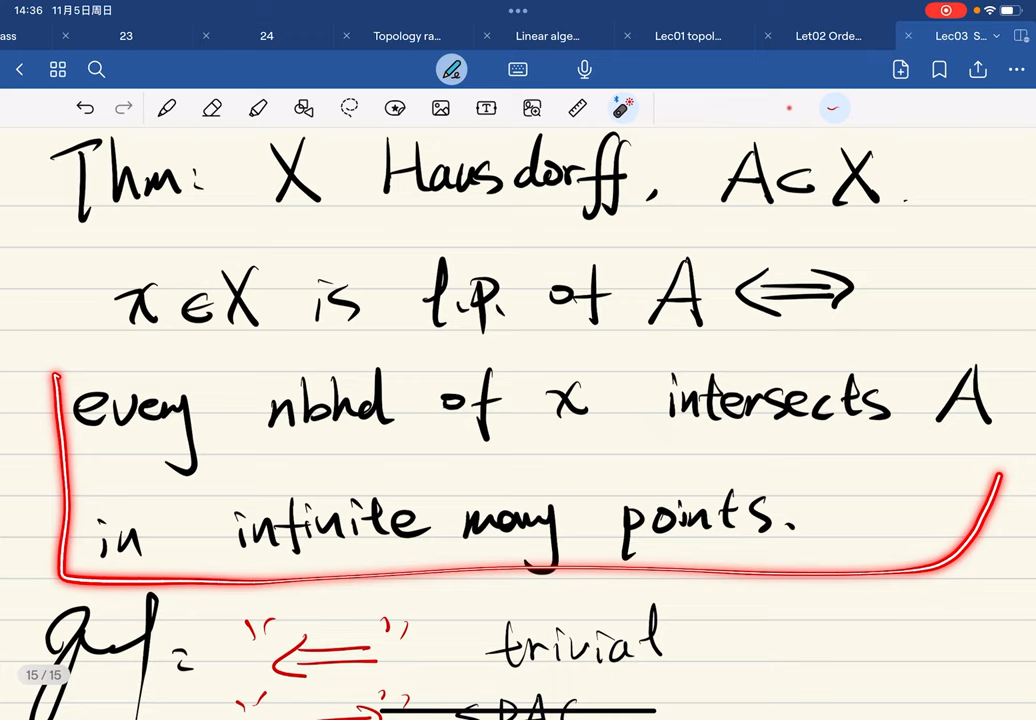 14:36 11月5日周日
ass 23 24 Topology ra... Linear alge... Lec01 topol... Let02 Orde... Lec03 S...
Thm: X Hausdorff, A⊂X.
x∈X is l.p. of A ⟺
every nbhd of x intersects A
in infinite many points.
"⟸" trivial
15/15